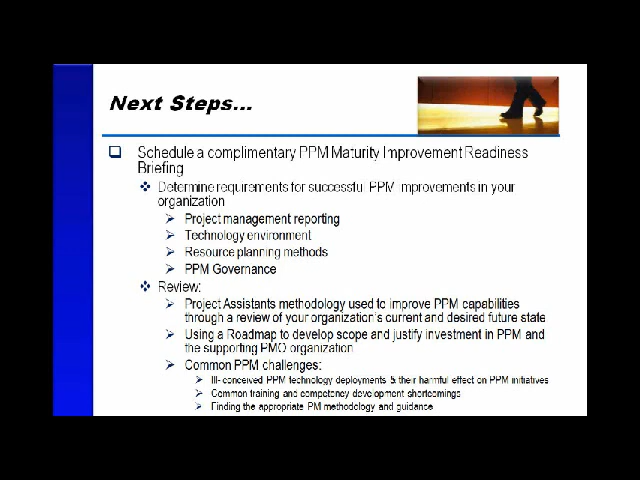 Next Steps...
Schedule a complimentary PPM Maturity Improvement Readiness
Briefing
Determine requirements for successful PPM improvements in your
organization
Project management reporting
Technology environment
Resource planning methods
PPM Governance
Review:
Project Assistants methodology used to improve PPM capabilities
through a review of your organization's current and desired future state
Using a Roadmap to develop scope and justify investment in PPM and
the supporting PMO organization
Common PPM challenges:
Ill- conceived PPM technology deployments & their harmful effect on PPM initiatives
Common training and competency development shortcomings
Finding the appropriate PM methodology and guidance